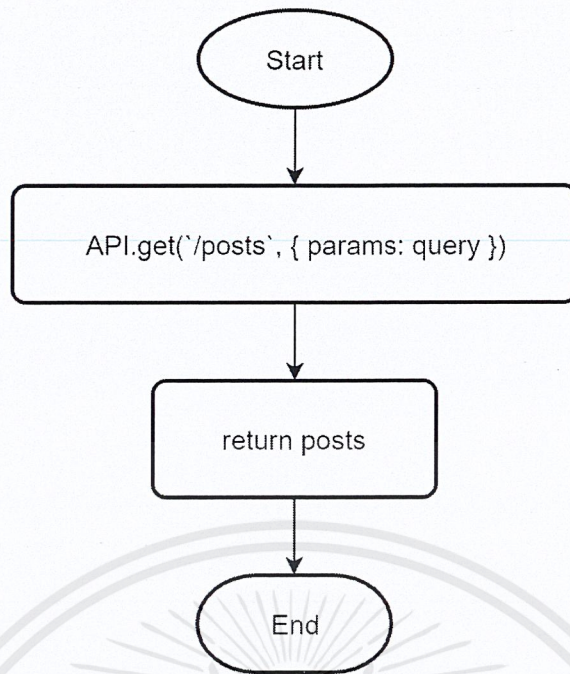 Start
API.get(`/posts`, { params: query })
return posts
End